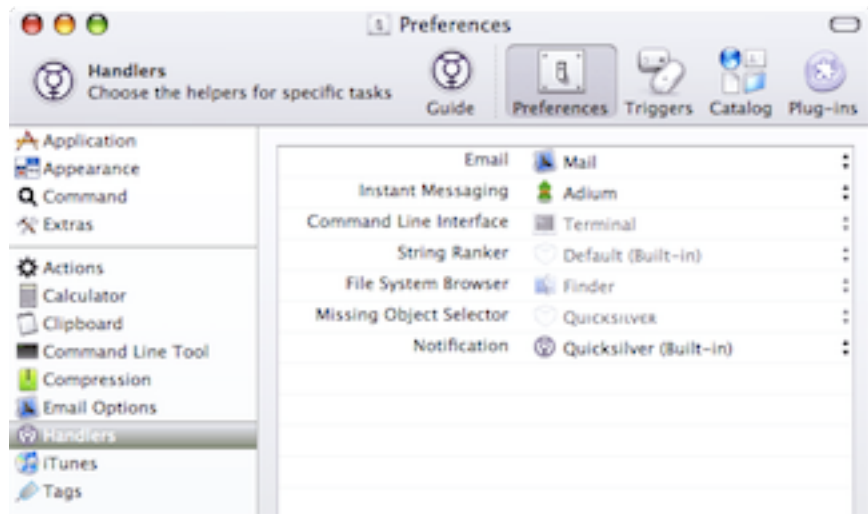 Preferences
Handlers
Choose the helpers for specific tasks
Guide
Preferences
Triggers
Catalog
Plug-ins
Application
Appearance
Command
Extras
Actions
Calculator
Clipboard
Command Line Tool
Compression
Email Options
Handlers
iTunes
Tags
Email Mail
Instant Messaging Adium
Command Line Interface Terminal
String Ranker Default (Built-in)
File System Browser Finder
Missing Object Selector Quicksilver
Notification Quicksilver (Built-in)